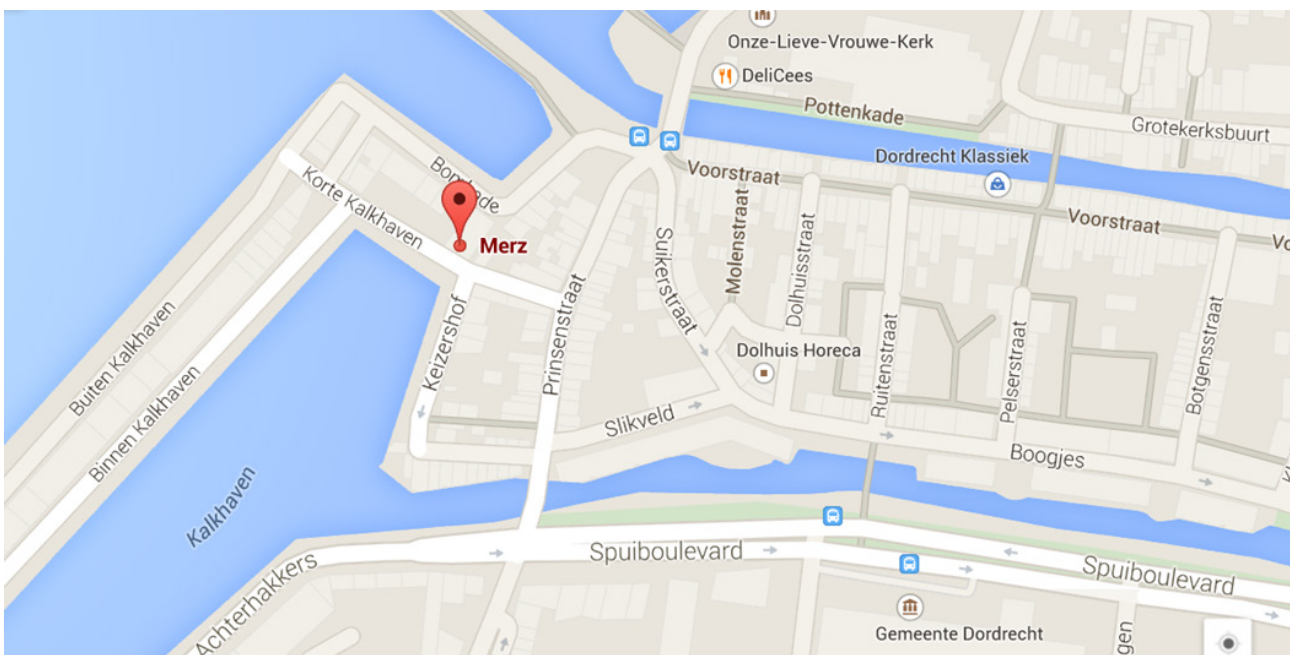 Onze-Lieve-Vrouwe-Kerk
DeliCees
Pottenkade
Grotekerksbuurt
Dordrecht Klassiek
Voorstraat
Voorstraat
Korte Kalkhaven
Merz
Molenstraat
Dolhuisstraat
Suikerstraat
Prinsenstraat
Keizershof
Buiten Kalkhaven
Binnen Kalkhaven
Dolhuis Horeca
Ruitenstraat
Pelserstraat
Botgensstraat
Slikveld
Boogjes
Kalkhaven
Spuiboulevard
Spuiboulevard
Achterhakkers
Gemeente Dordrecht